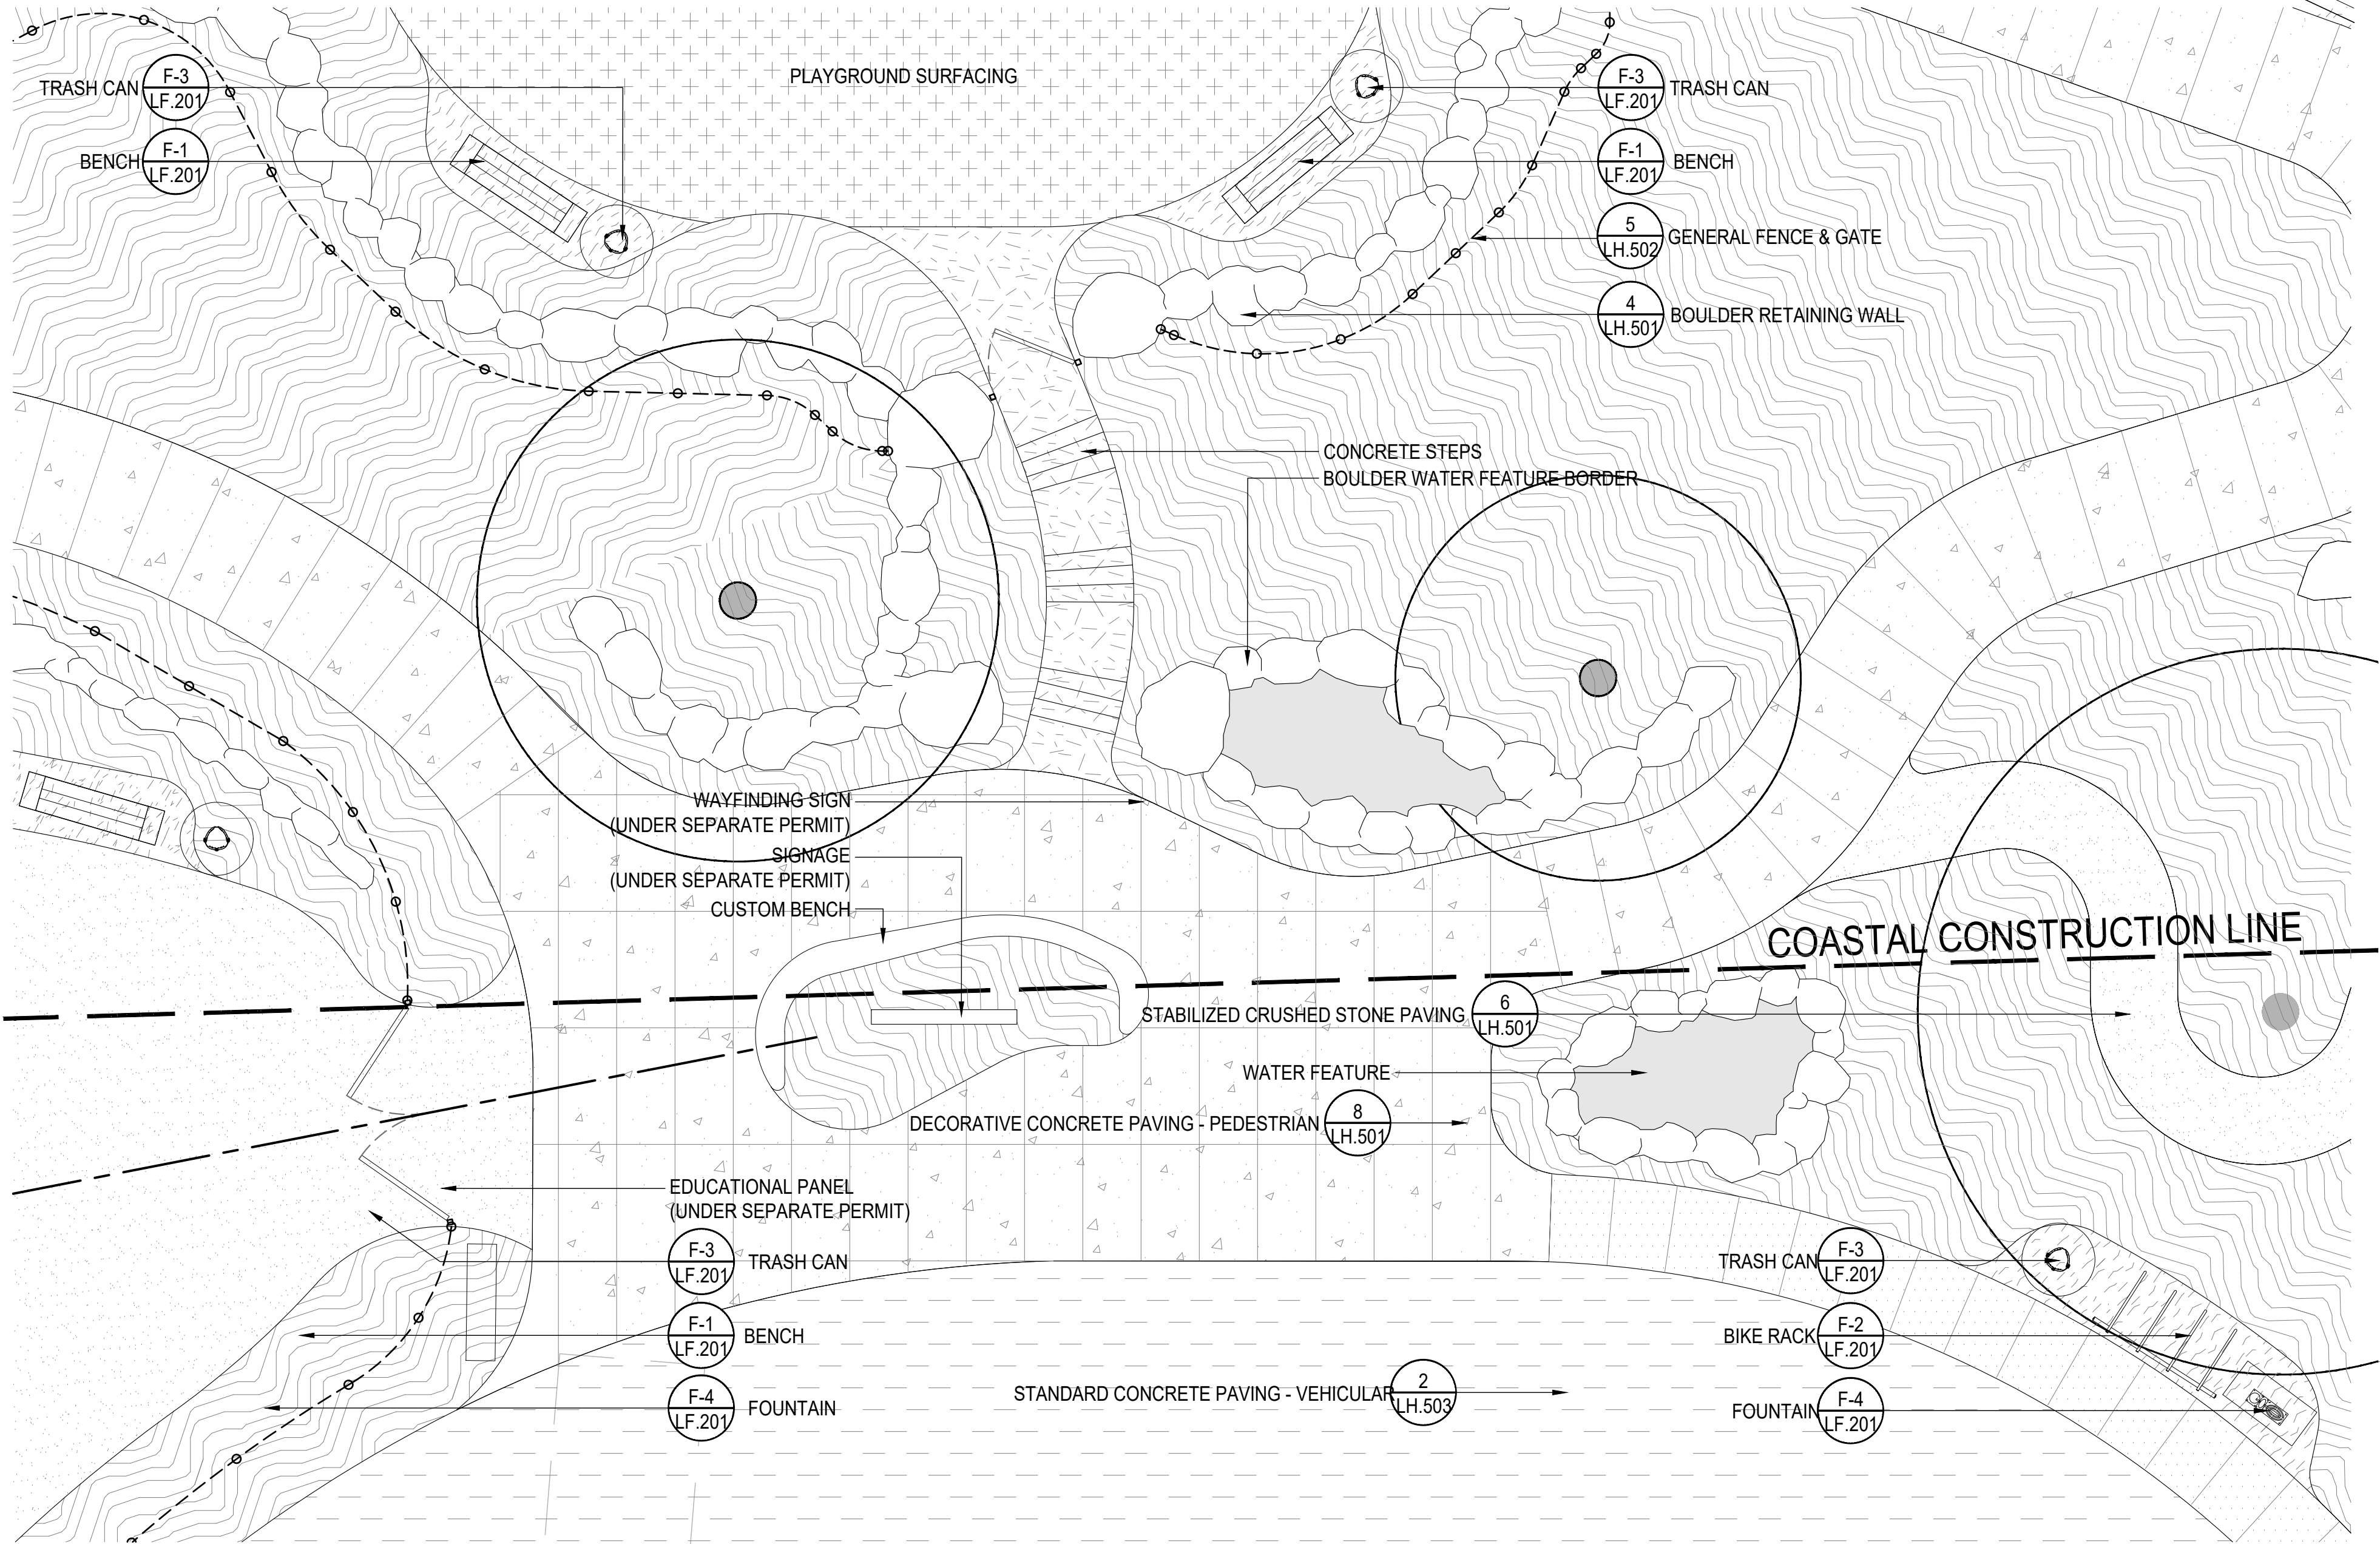 PLAYGROUND SURFACING
TRASH CAN
F-3
LF.201
BENCH
F-1
LF.201
F-3
LF.201
TRASH CAN
F-1
LF.201
BENCH
5
LH.502
GENERAL FENCE & GATE
4
LH.501
BOULDER RETAINING WALL
CONCRETE STEPS
BOULDER WATER FEATURE BORDER
WAYFINDING SIGN
(UNDER SEPARATE PERMIT)
SIGNAGE
(UNDER SEPARATE PERMIT)
CUSTOM BENCH
COASTAL CONSTRUCTION LINE
STABILIZED CRUSHED STONE PAVING
6
LH.501
WATER FEATURE
DECORATIVE CONCRETE PAVING - PEDESTRIAN
8
LH.501
EDUCATIONAL PANEL
(UNDER SEPARATE PERMIT)
F-3
LF.201
TRASH CAN
F-1
LF.201
BENCH
F-4
LF.201
FOUNTAIN
STANDARD CONCRETE PAVING - VEHICULAR
2
LH.503
TRASH CAN
F-3
LF.201
BIKE RACK
F-2
LF.201
FOUNTAIN
F-4
LF.201